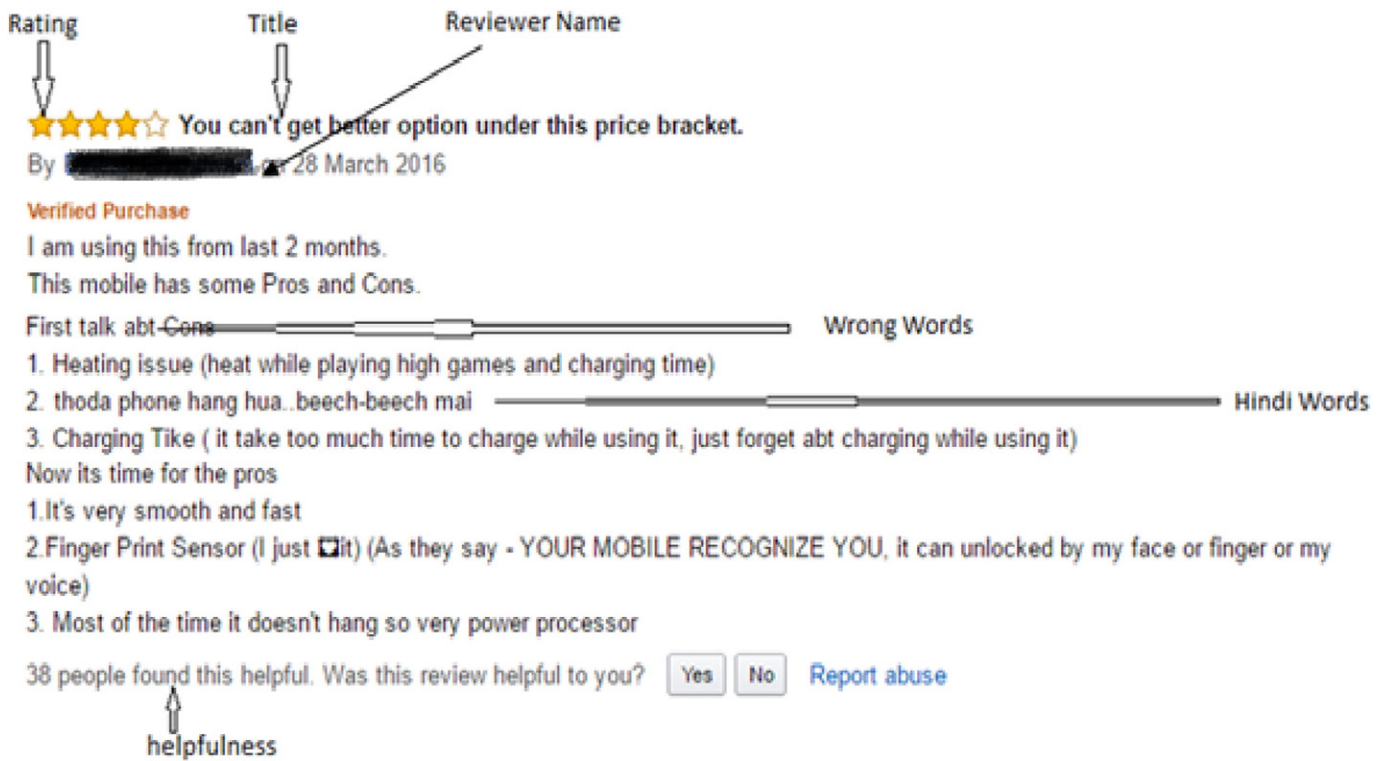 Rating Title Reviewer Name
You can't get better option under this price bracket.
By 28 March 2016
Verified Purchase
I am using this from last 2 months.
This mobile has some Pros and Cons.
First talk abt Cons Wrong Words
1. Heating issue (heat while playing high games and charging time)
2. thoda phone hang hua..beech-beech mai Hindi Words
3. Charging Tike ( it take too much time to charge while using it, just forget abt charging while using it)
Now its time for the pros
1.It's very smooth and fast
2.Finger Print Sensor (I just it) (As they say - YOUR MOBILE RECOGNIZE YOU, it can unlocked by my face or finger or my
voice)
3. Most of the time it doesn't hang so very power processor
38 people found this helpful. Was this review helpful to you? Yes No Report abuse
helpfulness